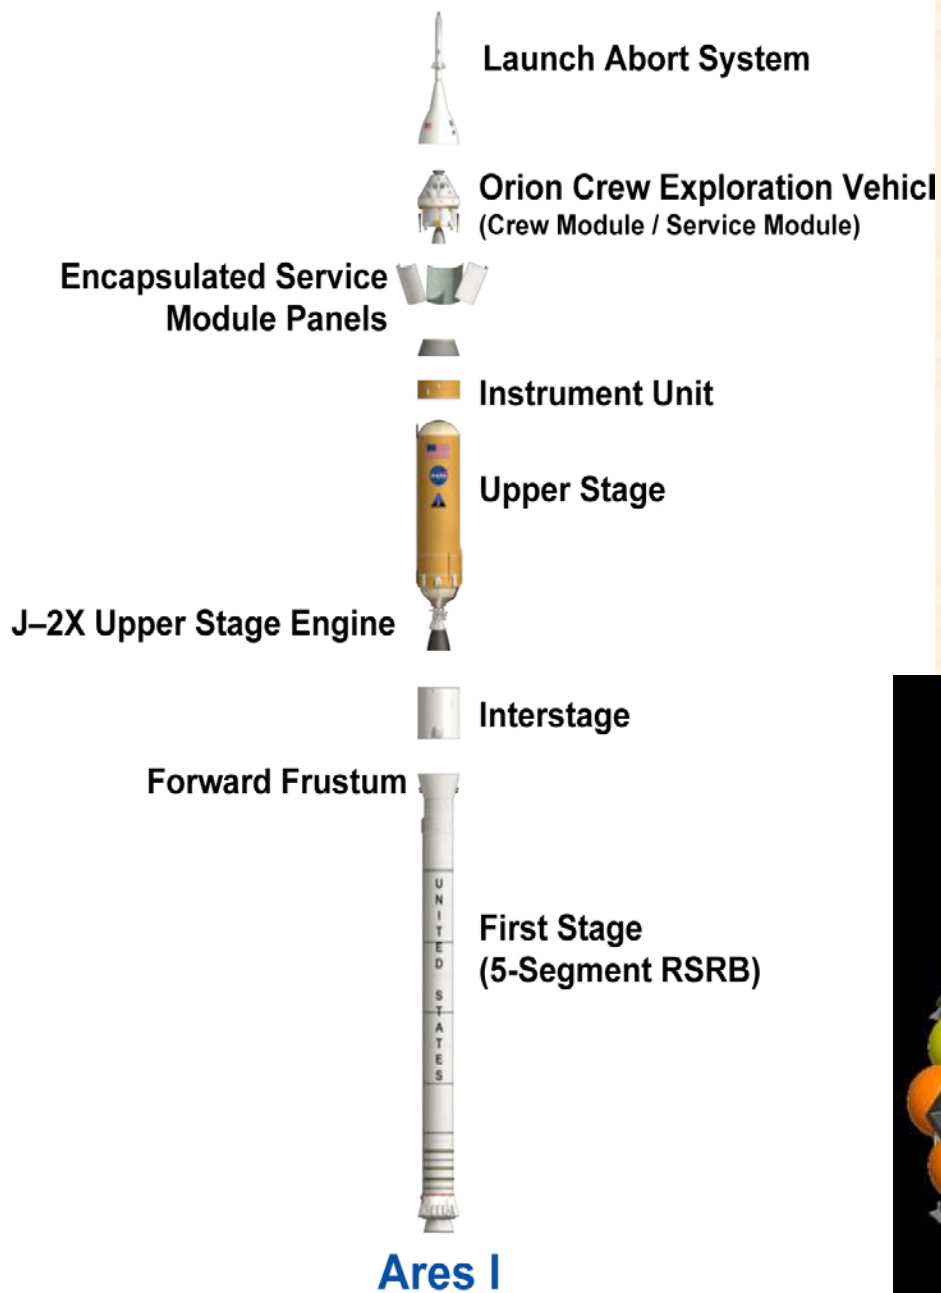 Launch Abort System
Orion Crew Exploration Vehicl
(Crew Module / Service Module)
Encapsulated Service
Module Panels
Instrument Unit
Upper Stage
J–2X Upper Stage Engine
Interstage
Forward Frustum
UNITED STATES
First Stage
(5-Segment RSRB)
Ares I